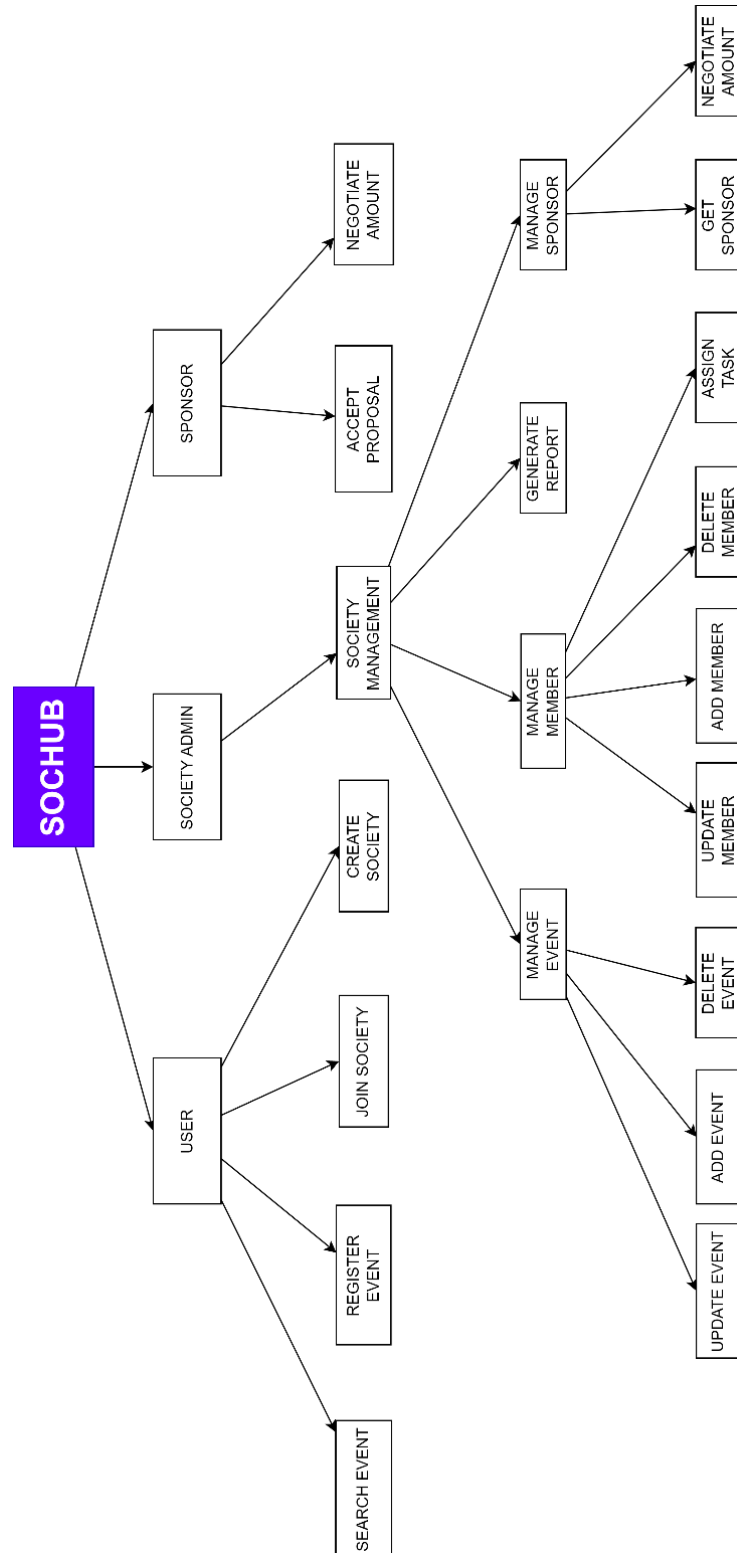 SOCHUB
USER
SOCIETY ADMIN
SPONSOR
SEARCH EVENT
REGISTER
EVENT
JOIN SOCIETY
CREATE
SOCIETY
SOCIETY
MANAGEMENT
ACCEPT
PROPOSAL
NEGOTIATE
AMOUNT
MANAGE
EVENT
MANAGE
MEMBER
GENERATE
REPORT
MANAGE
SPONSOR
UPDATE EVENT
ADD EVENT
DELETE
EVENT
UPDATE
MEMBER
ADD MEMBER
DELETE
MEMBER
ASSIGN
TASK
GET
SPONSOR
NEGOTIATE
AMOUNT